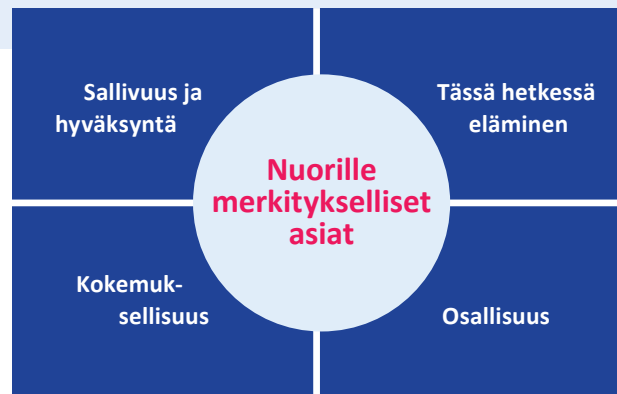 Sallivuus ja
hyväksyntä
Tässä hetkessä
eläminen
Nuorille
merkitykselliset
asiat
Kokemuk-
sellisuus
Osallisuus